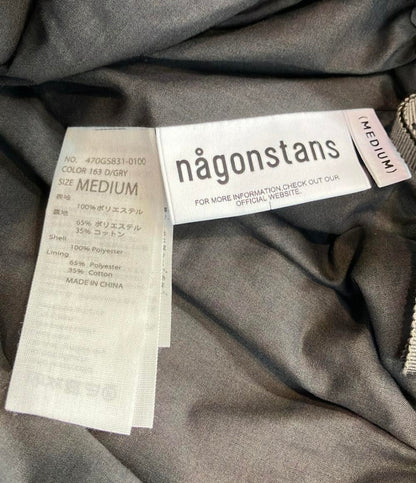 NO. 470GS831-0100
COLOR 163 D/GRY
SIZE MEDIUM
表地
100%ポリエステル
裏地
65%ポリエステル
35%コットン
Shell
100% Polyester
Lining
65% Polyester
35% Cotton
MADE IN CHINA
någonstans
FOR MORE INFORMATION,CHECK OUT OUR
OFFICIAL WEBSITE.
(MEDIUM)